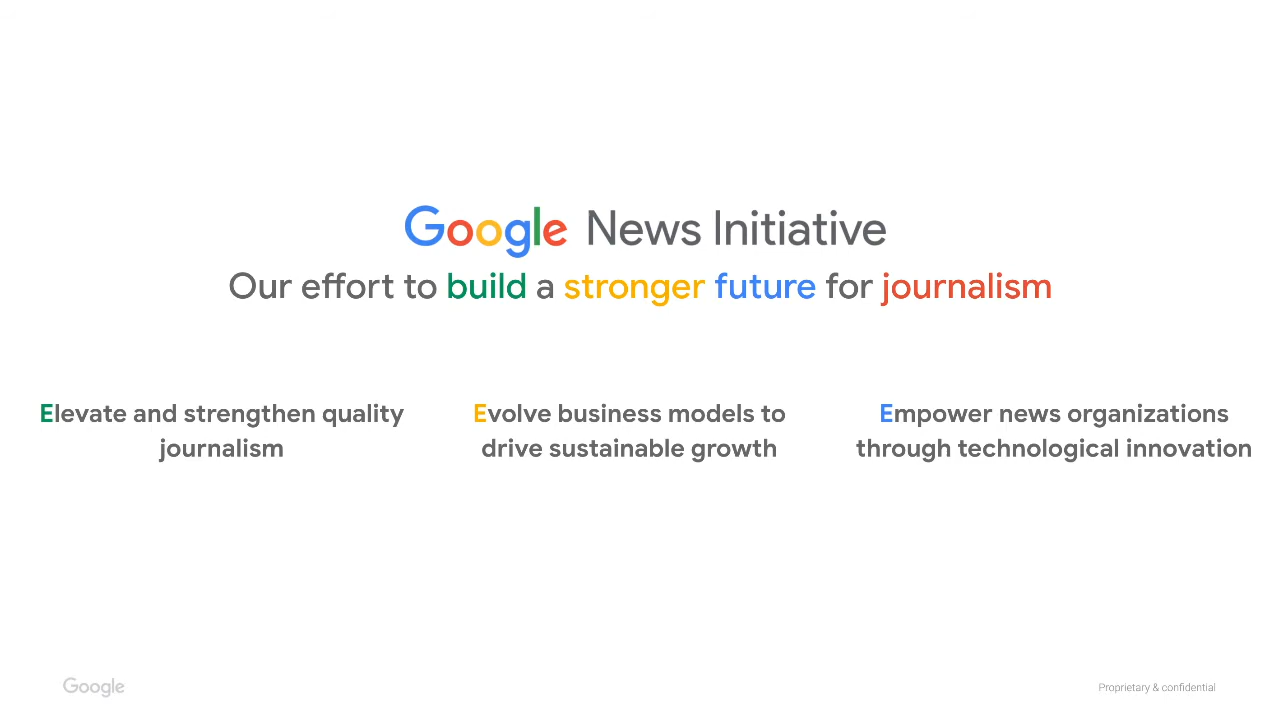 Google News Initiative
Our effort to build a stronger future for journalism
Elevate and strengthen quality
journalism
Evolve business models to
drive sustainable growth
Empower news organizations
through technological innovation
Google
Proprietary & confidential